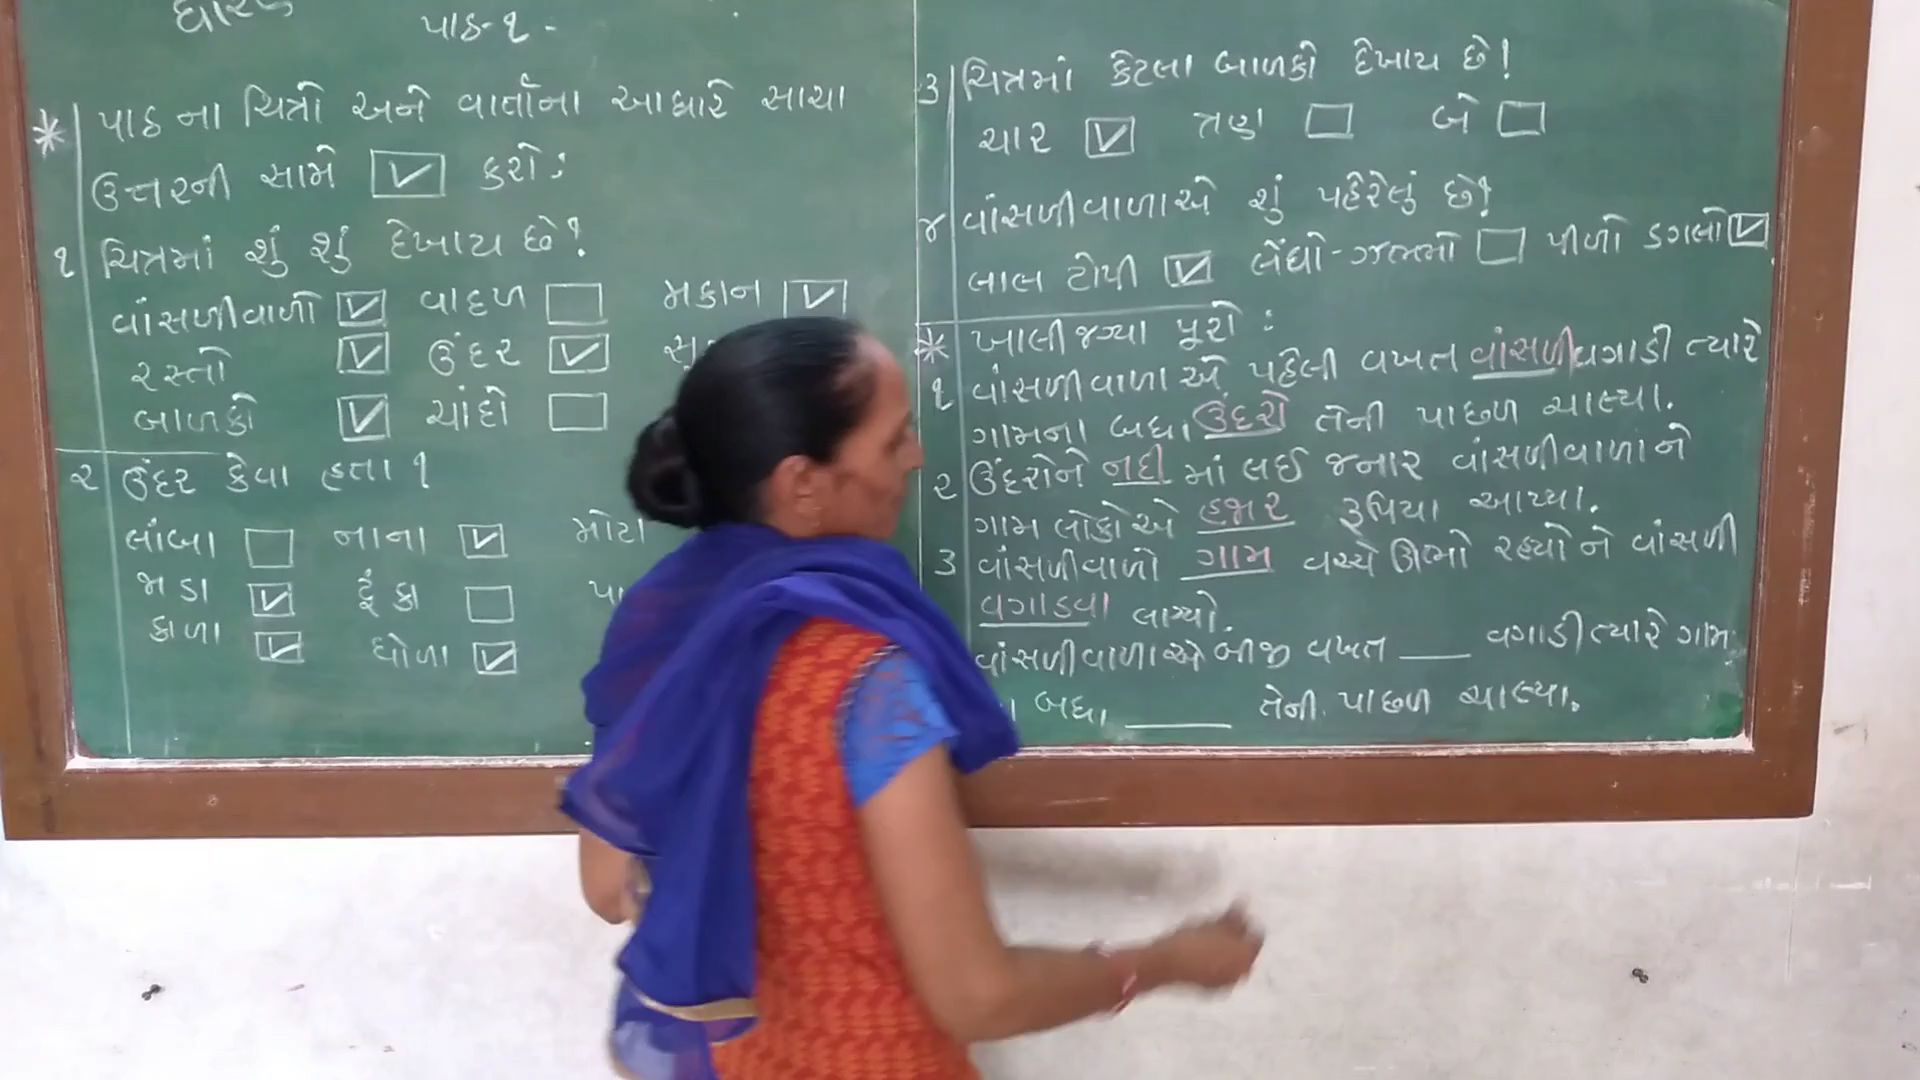 ધોરણ
પાઠ-૧ -
* પાઠ ના ચિત્રો અને વાર્તાના આધારે સાચા
ઉત્તરની સામે ☑ કરો :
૧ ચિત્રમાં શું શું દેખાય છે?
વાંસળીવાળો ☑ વાદળ ☐ મકાન ☑
રસ્તો ☑ ઉંદર ☑
બાળકો ☑ ચાંદો ☐
૨ ઉંદર કેવા હતા ?
લાંબા ☐ નાના ☑ મોટા
જાડા ☑ ટૂંકા ☐
કાળા ☑ ધોળા ☑
૩ ચિત્રમાં કેટલા બાળકો દેખાય છે!
ચાર ☑ ત્રણ ☐ બે ☐
૪ વાંસળીવાળાએ શું પહેરેલું છે?
લાલ ટોપી ☑ લેંઘો-ઝભ્ભો ☐ પીળો ડગલો ☑
* ખાલી જગ્યા પૂરો :
૧ વાંસળીવાળાએ પહેલી વખત વાંસળી વગાડી ત્યારે
ગામના બધા ઉંદરો તેની પાછળ ચાલ્યા.
૨ ઉંદરોને નદી માં લઈ જનાર વાંસળીવાળાને
ગામ લોકોએ હજાર રૂપિયા આપ્યા.
૩ વાંસળીવાળો ગામ વચ્ચે ઊભો રહ્યો ને વાંસળી
વગાડવા લાગ્યો.
વાંસળીવાળાએ બીજી વખત ____ વગાડી ત્યારે ગામ
બધા ______ તેની પાછળ ચાલ્યા.